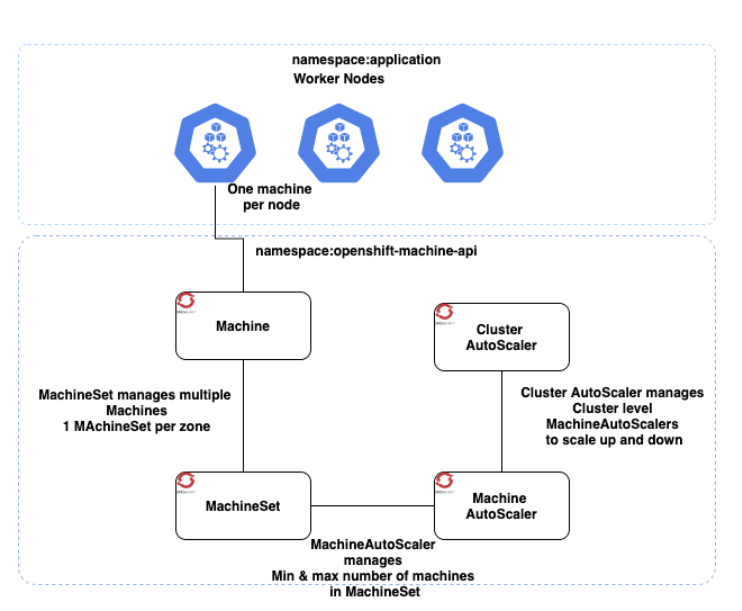 namespace:application
Worker Nodes
One machine
per node
namespace:openshift-machine-api
Machine
Cluster
AutoScaler
MachineSet manages multiple
Machines
1 MAchineSet per zone
Cluster AutoScaler manages
Cluster level
MachineAutoScalers
to scale up and down
MachineSet
Machine
AutoScaler
MachineAutoScaler
manages
Min & max number of machines
in MachineSet